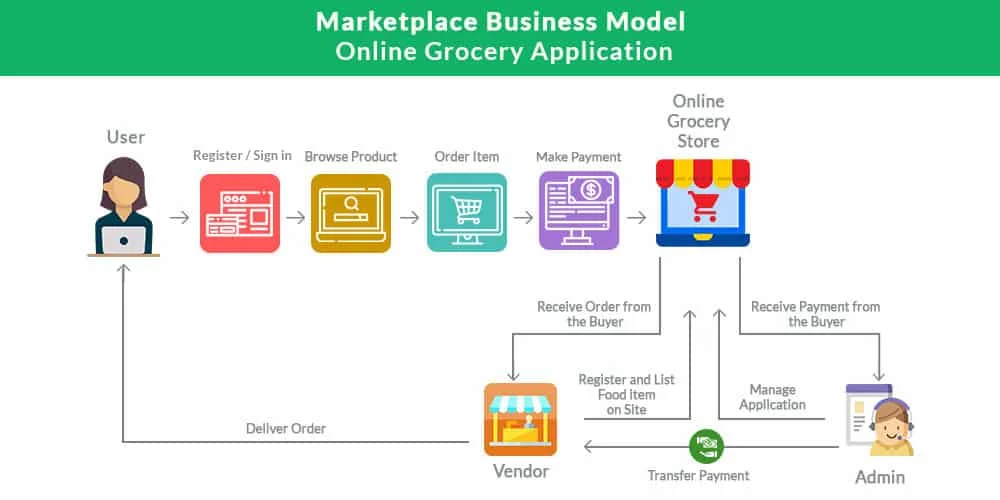 Marketplace Business Model
Online Grocery Application
User
Register / Sign in
Browse Product
Order Item
Make Payment
Online
Grocery
Store
Receive Order from
the Buyer
Receive Payment from
the Buyer
Register and List
Food Item
on Site
Manage
Application
Deliver Order
Vendor
Transfer Payment
Admin